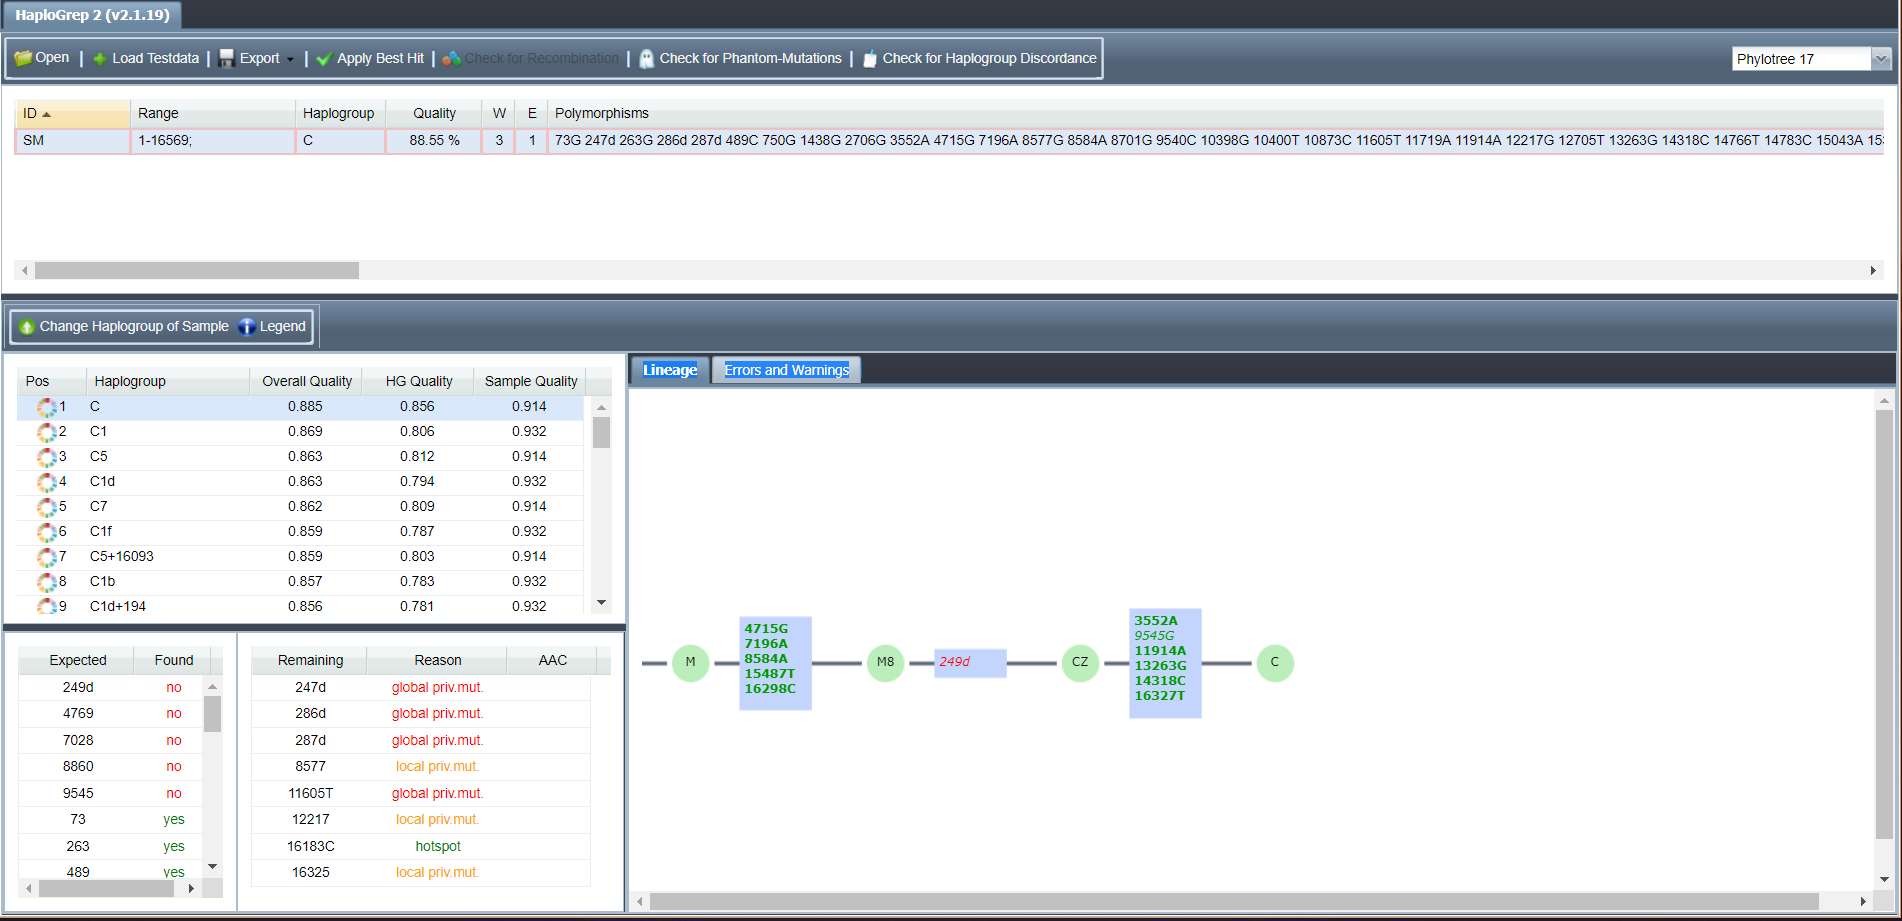 HaploGrep 2 (v2.1.19)
Open | Load Testdata | Export | Apply Best Hit | Check for Recombination | Check for Phantom-Mutations | Check for Haplogroup Discordance
Phylotree 17
ID Range Haplogroup Quality W E Polymorphisms
SM 1-16569; C 88.55 % 3 1 73G 247d 263G 286d 287d 489C 750G 1438G 2706G 3552A 4715G 7196A 8577G 8584A 8701G 9540C 10398G 10400T 10873C 11605T 11719A 11914A 12217G 12705T 13263G 14318C 14766T 14783C 15043A
Change Haplogroup of Sample Legend
Pos Haplogroup Overall Quality HG Quality Sample Quality
1 C 0.885 0.856 0.914
2 C1 0.869 0.806 0.932
3 C5 0.863 0.812 0.914
4 C1d 0.863 0.794 0.932
5 C7 0.862 0.809 0.914
6 C1f 0.859 0.787 0.932
7 C5+16093 0.859 0.803 0.914
8 C1b 0.857 0.783 0.932
9 C1d+194 0.856 0.781 0.932
Expected Found
249d no
4769 no
7028 no
8860 no
9545 no
73 yes
263 yes
489 yes
Remaining Reason AAC
247d global priv.mut.
286d global priv.mut.
287d global priv.mut.
8577 local priv.mut.
11605T global priv.mut.
12217 local priv.mut.
16183C hotspot
16325 local priv.mut.
Lineage Errors and Warnings
M
4715G
7196A
8584A
15487T
16298C
M8
249d
CZ
3552A
9545G
11914A
13263G
14318C
16327T
C